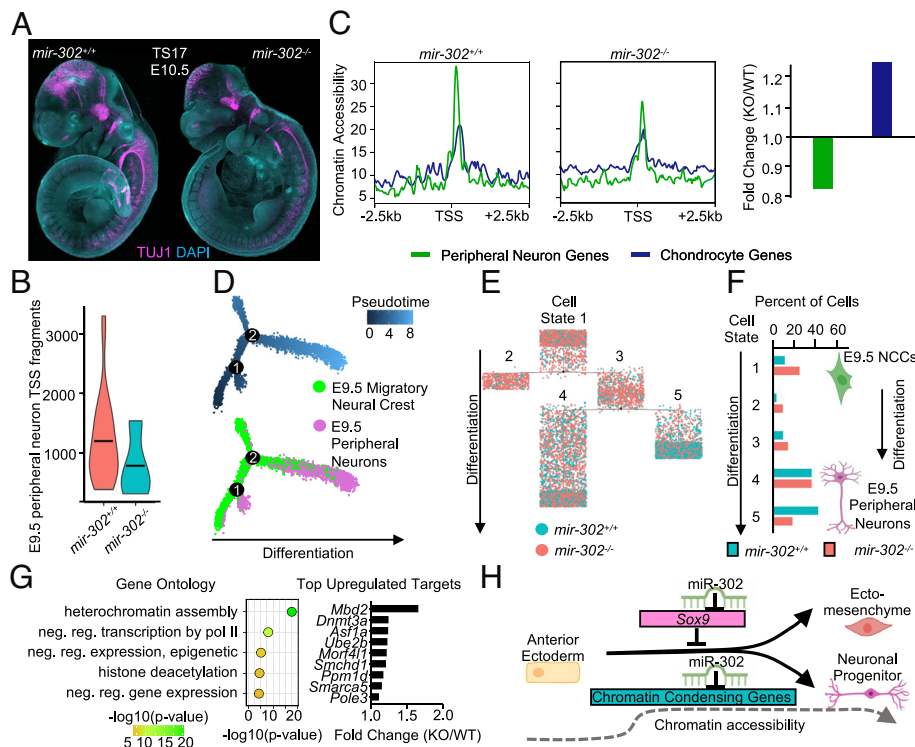 A
mir-302+/+
TS17
E10.5
mir-302-/-
TUJ1 DAPI
C
mir-302+/+
mir-302-/-
Chromatin Accessibility
30
25
20
15
10
5
-2.5kb
TSS
+2.5kb
-2.5kb
TSS
+2.5kb
Fold Change (KO/WT)
1.2
1.1
1.0
0.9
0.8
Peripheral Neuron Genes
Chondrocyte Genes
B
E9.5 peripheral neuron TSS fragments
3000
2000
1000
mir-302+/+
mir-302-/-
D
Pseudotime
0 4 8
2
1
E9.5 Migratory
Neural Crest
E9.5
Peripheral
Neurons
2
1
Differentiation
E
Cell
State 1
2
3
4
5
Differentiation
mir-302+/+
mir-302-/-
F
Percent of Cells
Cell
State
0 20 40 60
1
2
3
4
5
Differentiation
E9.5 NCCs
Differentiation
E9.5
Peripheral
Neurons
mir-302+/+
mir-302-/-
G
Gene Ontology
heterochromatin assembly
neg. reg. transcription by pol II
neg. reg. expression, epigenetic
histone deacetylation
neg. reg. gene expression
-log10(p-value)
5 10 15 20
0 10 20
-log10(p-value)
Top Upregulated Targets
Mbd2
Dnmt3a
Asf1a
Ube2b
Morf4l1
Smchd1
Ppm1d
Smarca5
Pole3
1.0 1.5 2.0
Fold Change (KO/WT)
H
miR-302
Sox9
Anterior
Ectoderm
miR-302
Chromatin Condensing Genes
Chromatin accessibility
Ecto-
mesenchyme
Neuronal
Progenitor